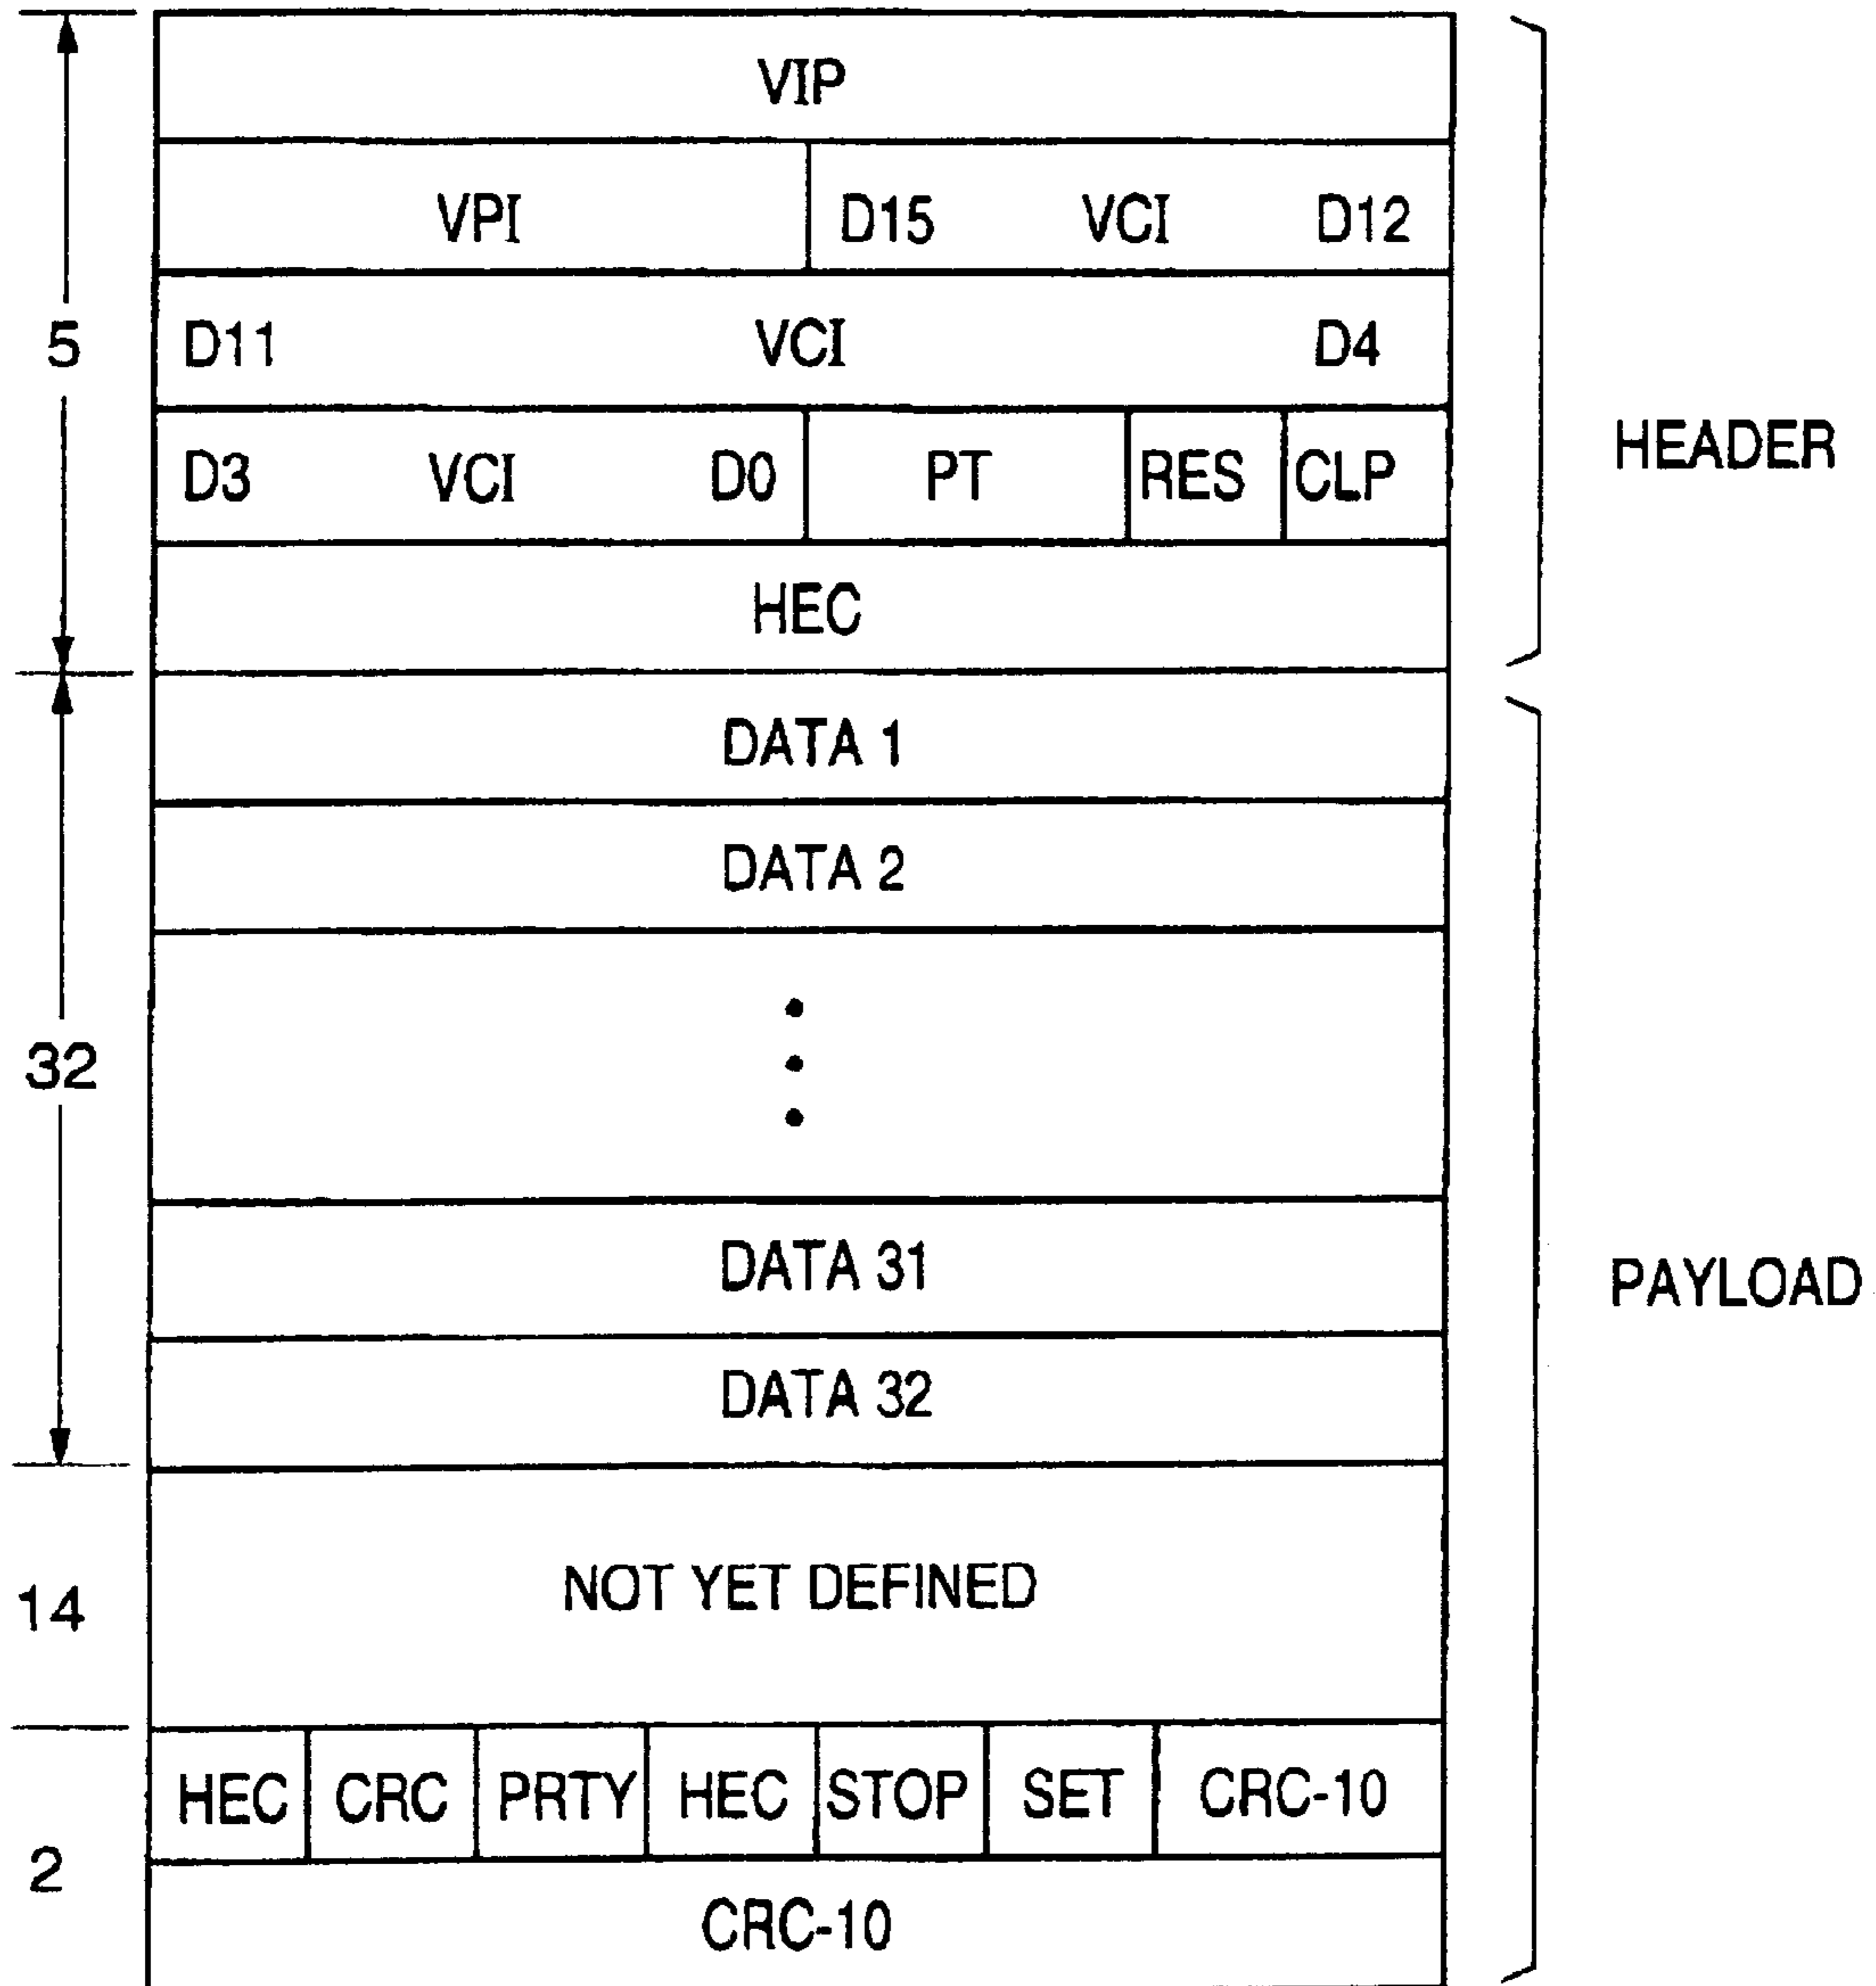 VIP
VPI D15 VCI D12
5 D11 VCI D4
D3 VCI D0 PT RES CLP
HEADER
HEC
DATA 1
DATA 2
32
DATA 31
PAYLOAD
DATA 32
14 NOT YET DEFINED
HEC CRC PRTY HEC STOP SET CRC-10
2
CRC-10